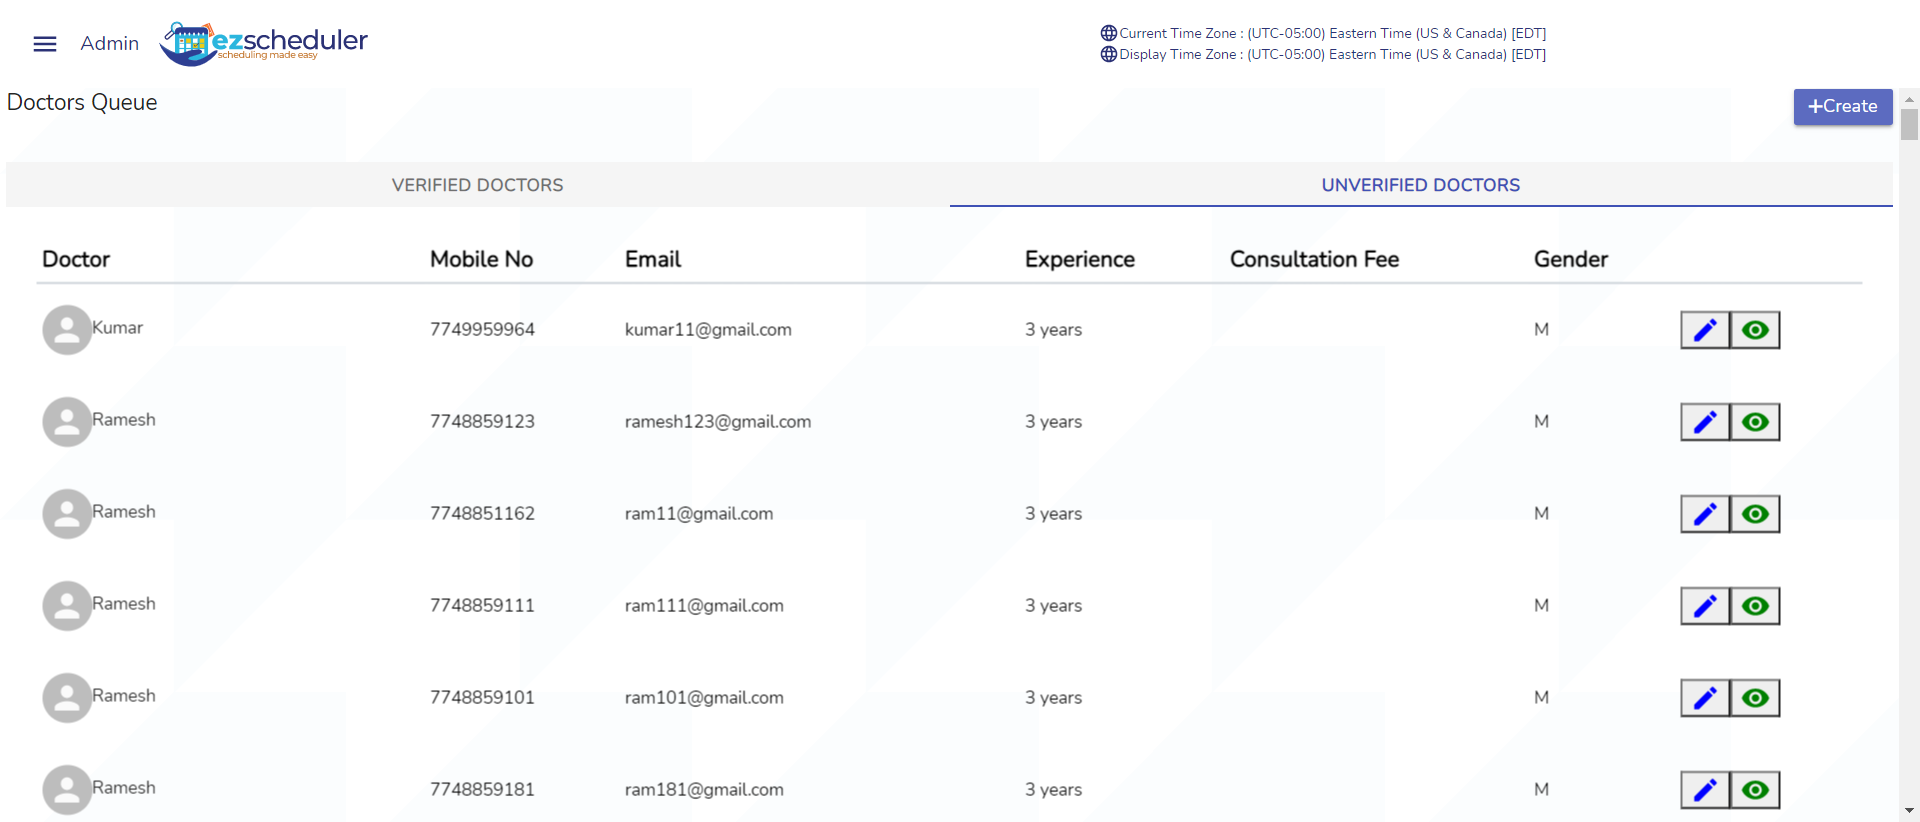 Admin
ezscheduler
scheduling made easy
Current Time Zone : (UTC-05:00) Eastern Time (US & Canada) [EDT]
Display Time Zone : (UTC-05:00) Eastern Time (US & Canada) [EDT]
Doctors Queue
+Create
VERIFIED DOCTORS UNVERIFIED DOCTORS
Doctor Mobile No Email Experience Consultation Fee Gender
Kumar 7749959964 kumar11@gmail.com 3 years M
Ramesh 7748859123 ramesh123@gmail.com 3 years M
Ramesh 7748851162 ram11@gmail.com 3 years M
Ramesh 7748859111 ram111@gmail.com 3 years M
Ramesh 7748859101 ram101@gmail.com 3 years M
Ramesh 7748859181 ram181@gmail.com 3 years M